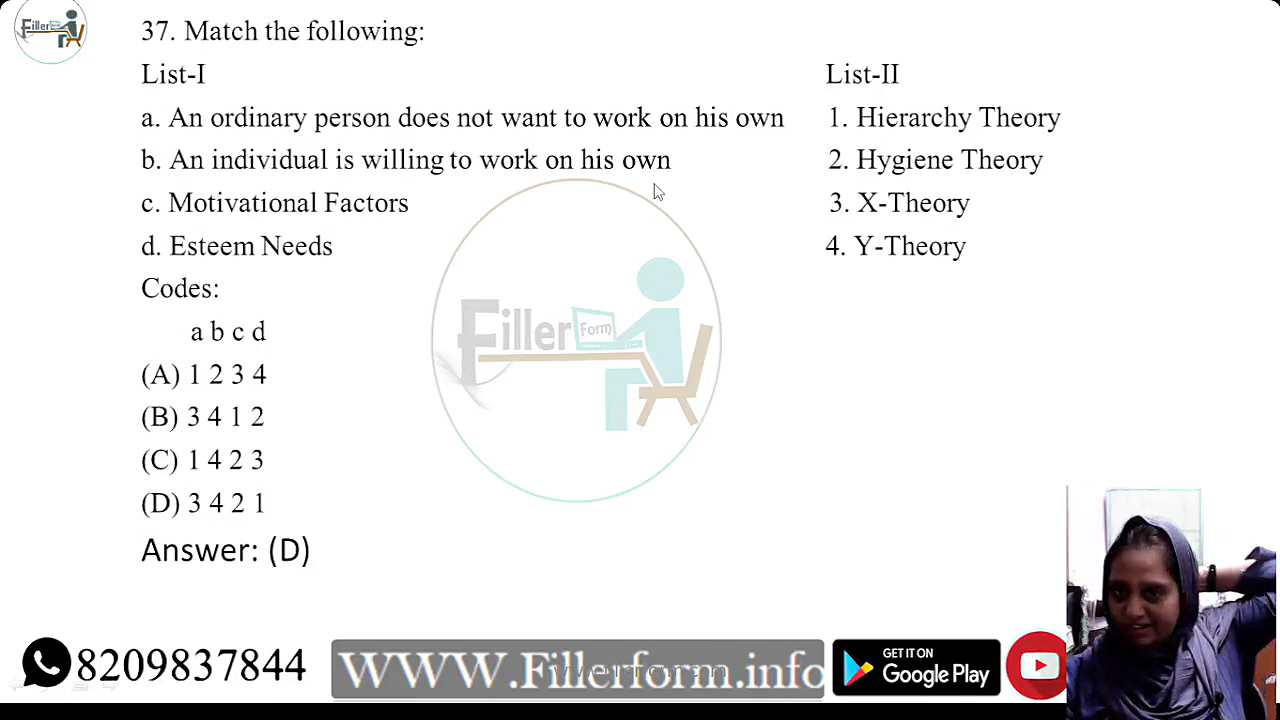 Filler Form
37. Match the following:
List-I List-II
a. An ordinary person does not want to work on his own 1. Hierarchy Theory
b. An individual is willing to work on his own 2. Hygiene Theory
c. Motivational Factors 3. X-Theory
d. Esteem Needs 4. Y-Theory
Codes:
a b c d
(A) 1 2 3 4
(B) 3 4 1 2
(C) 1 4 2 3
(D) 3 4 2 1
Answer: (D)
Filler Form
8209837844 WWW.Fillerform.info GET IT ON
Google Play